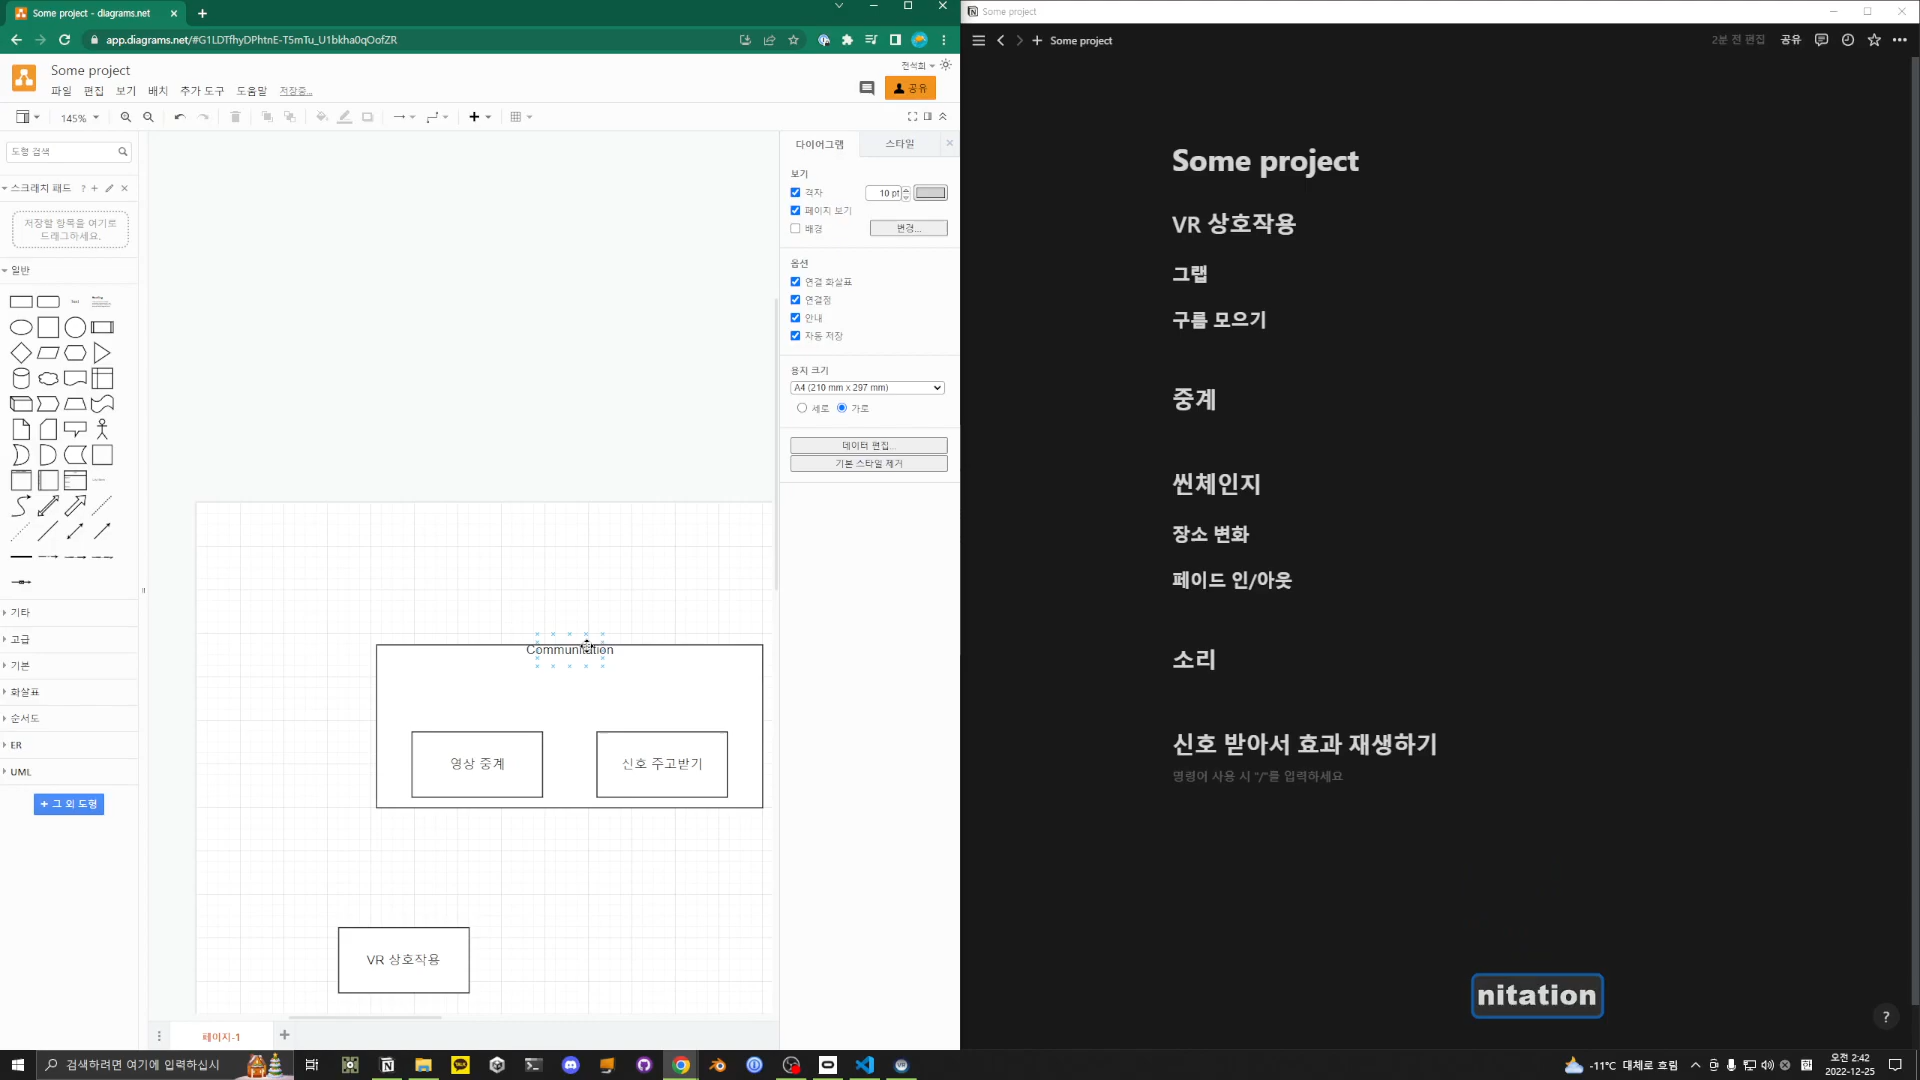 Some project - diagrams.net
app.diagrams.net/#G1LDTfhyDPhtnE-T5mTu_U1bkha0qOofZR
Some project
전석희
파일 편집 보기 배치 추가 도구 도움말 저장중...
공유
145%
도형 검색
스크래치 패드 ?
저장할 항목을 여기로
드래그하세요.
일반
Text
Heading
기타
고급
기본
화살표
순서도
ER
UML
+ 그 외 도형
Communitation
영상 중계
신호 주고받기
VR 상호작용
페이지-1
다이어그램 스타일
보기
격자 10 pt
페이지 보기
배경 변경...
옵션
연결 화살표
연결점
안내
자동 저장
용지 크기
A4 (210 mm x 297 mm)
세로 가로
데이터 편집...
기본 스타일 제거
Some project
Some project
2분 전 편집 공유
Some project
VR 상호작용
그랩
구름 모으기
중계
씬체인지
장소 변화
페이드 인/아웃
소리
신호 받아서 효과 재생하기
명령어 사용 시 "/"를 입력하세요
nitation
?
검색하려면 여기에 입력하십시
TALK
-11°C 대체로 흐림
오전 2:42
2022-12-25